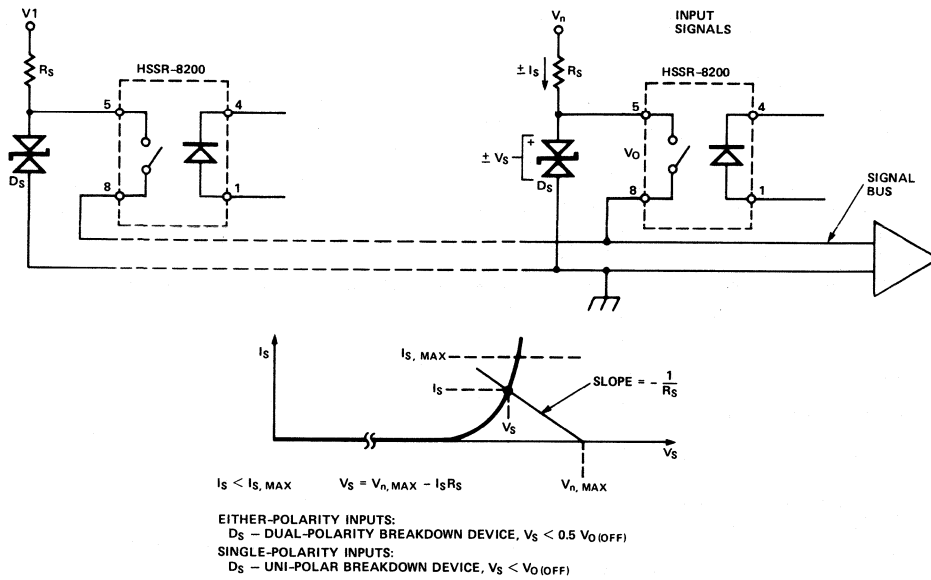 V1
Vn
INPUT
SIGNALS
RS
HSSR-8200
± IS
RS
HSSR-8200
5
4
5
4
+
± VS
VO
DS
8
1
DS
8
1
SIGNAL
BUS
IS
IS, MAX
IS
SLOPE = - 1/RS
VS
VS
IS < IS, MAX VS = Vn, MAX – ISRS
Vn, MAX
EITHER-POLARITY INPUTS:
DS – DUAL-POLARITY BREAKDOWN DEVICE, VS < 0.5 VO(OFF)
SINGLE-POLARITY INPUTS:
DS – UNI-POLAR BREAKDOWN DEVICE, VS < VO(OFF)